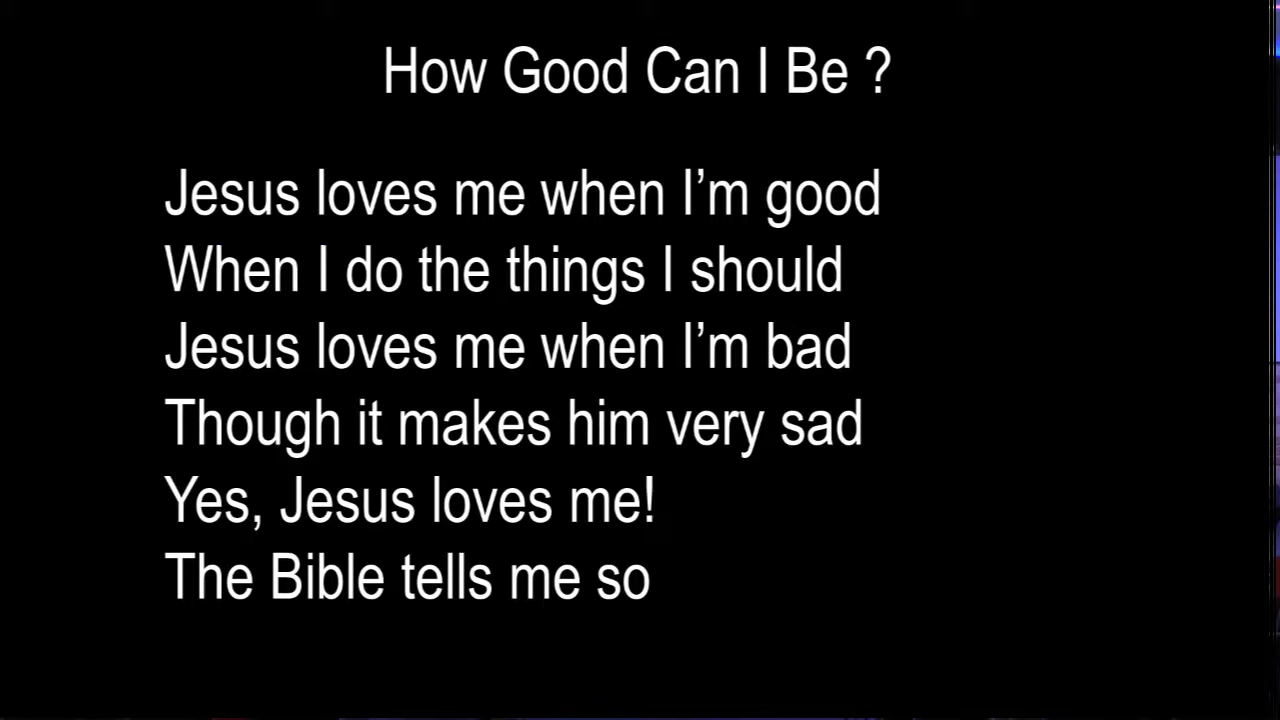 How Good Can I Be ?
Jesus loves me when I’m good
When I do the things I should
Jesus loves me when I’m bad
Though it makes him very sad
Yes, Jesus loves me!
The Bible tells me so